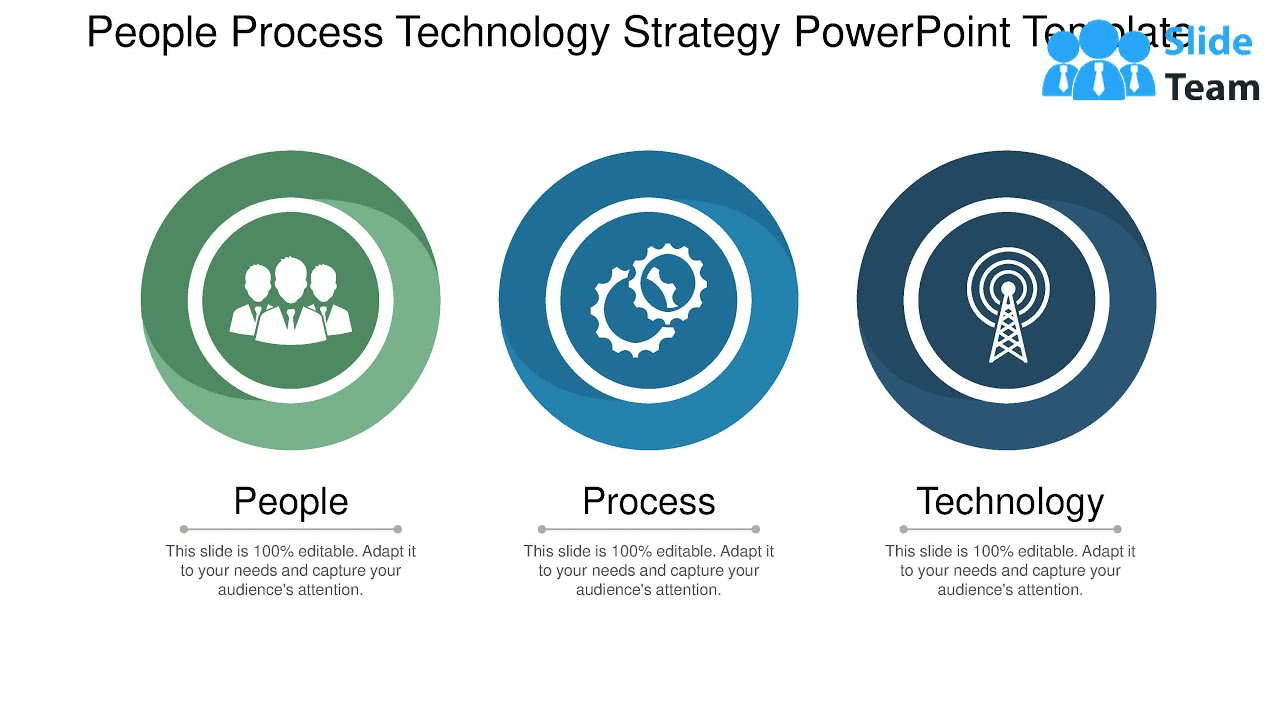 People Process Technology Strategy PowerPoint Template
Slide
Team
People
This slide is 100% editable. Adapt it
to your needs and capture your
audience's attention.
Process
This slide is 100% editable. Adapt it
to your needs and capture your
audience's attention.
Technology
This slide is 100% editable. Adapt it
to your needs and capture your
audience's attention.